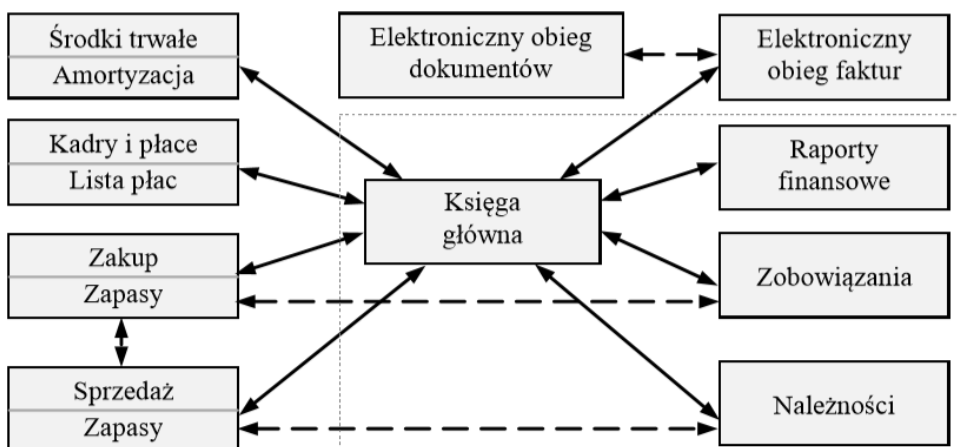 Środki trwałe
Amortyzacja
Elektroniczny obieg
dokumentów
Elektroniczny
obieg faktur
Kadry i płace
Lista płac
Księga
główna
Raporty
finansowe
Zakup
Zapasy
Zobowiązania
Sprzedaż
Zapasy
Należności